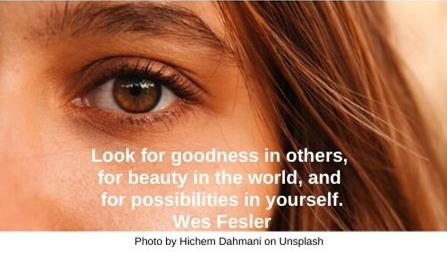 Look for goodness in others,
for beauty in the world, and
for possibilities in yourself.
Wes Fesler
Photo by Hichem Dahmani on Unsplash